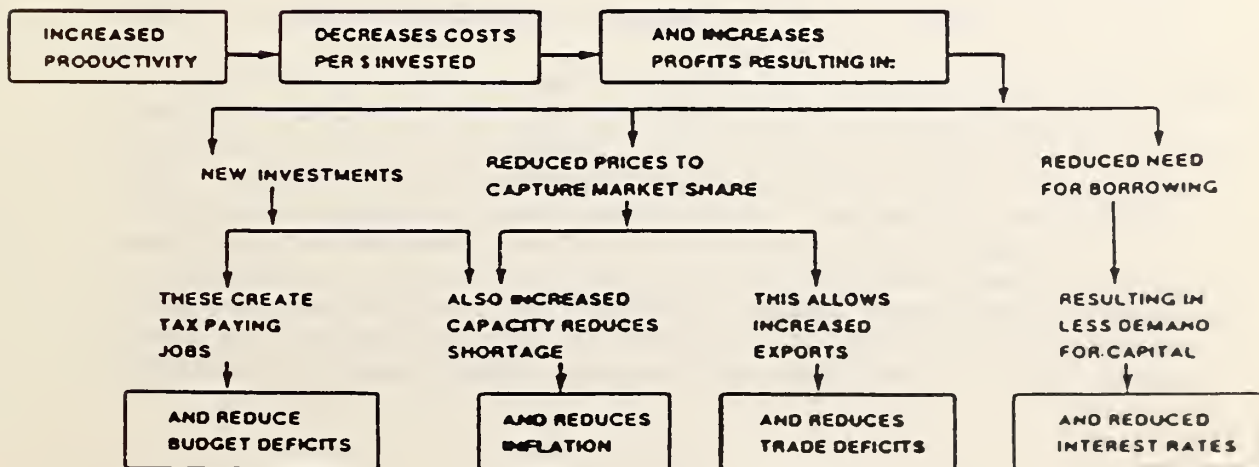 INCREASED
PRODUCTIVITY
DECREASES COSTS
PER $ INVESTED
AND INCREASES
PROFITS RESULTING IN:
NEW INVESTMENTS
REDUCED PRICES TO
CAPTURE MARKET SHARE
REDUCED NEED
FOR BORROWING
THESE CREATE
TAX PAYING
JOBS
ALSO INCREASED
CAPACITY REDUCES
SHORTAGE
THIS ALLOWS
INCREASED
EXPORTS
RESULTING IN
LESS DEMAND
FOR CAPITAL
AND REDUCE
BUDGET DEFICITS
AND REDUCES
INFLATION
AND REDUCES
TRADE DEFICITS
AND REDUCED
INTEREST RATES